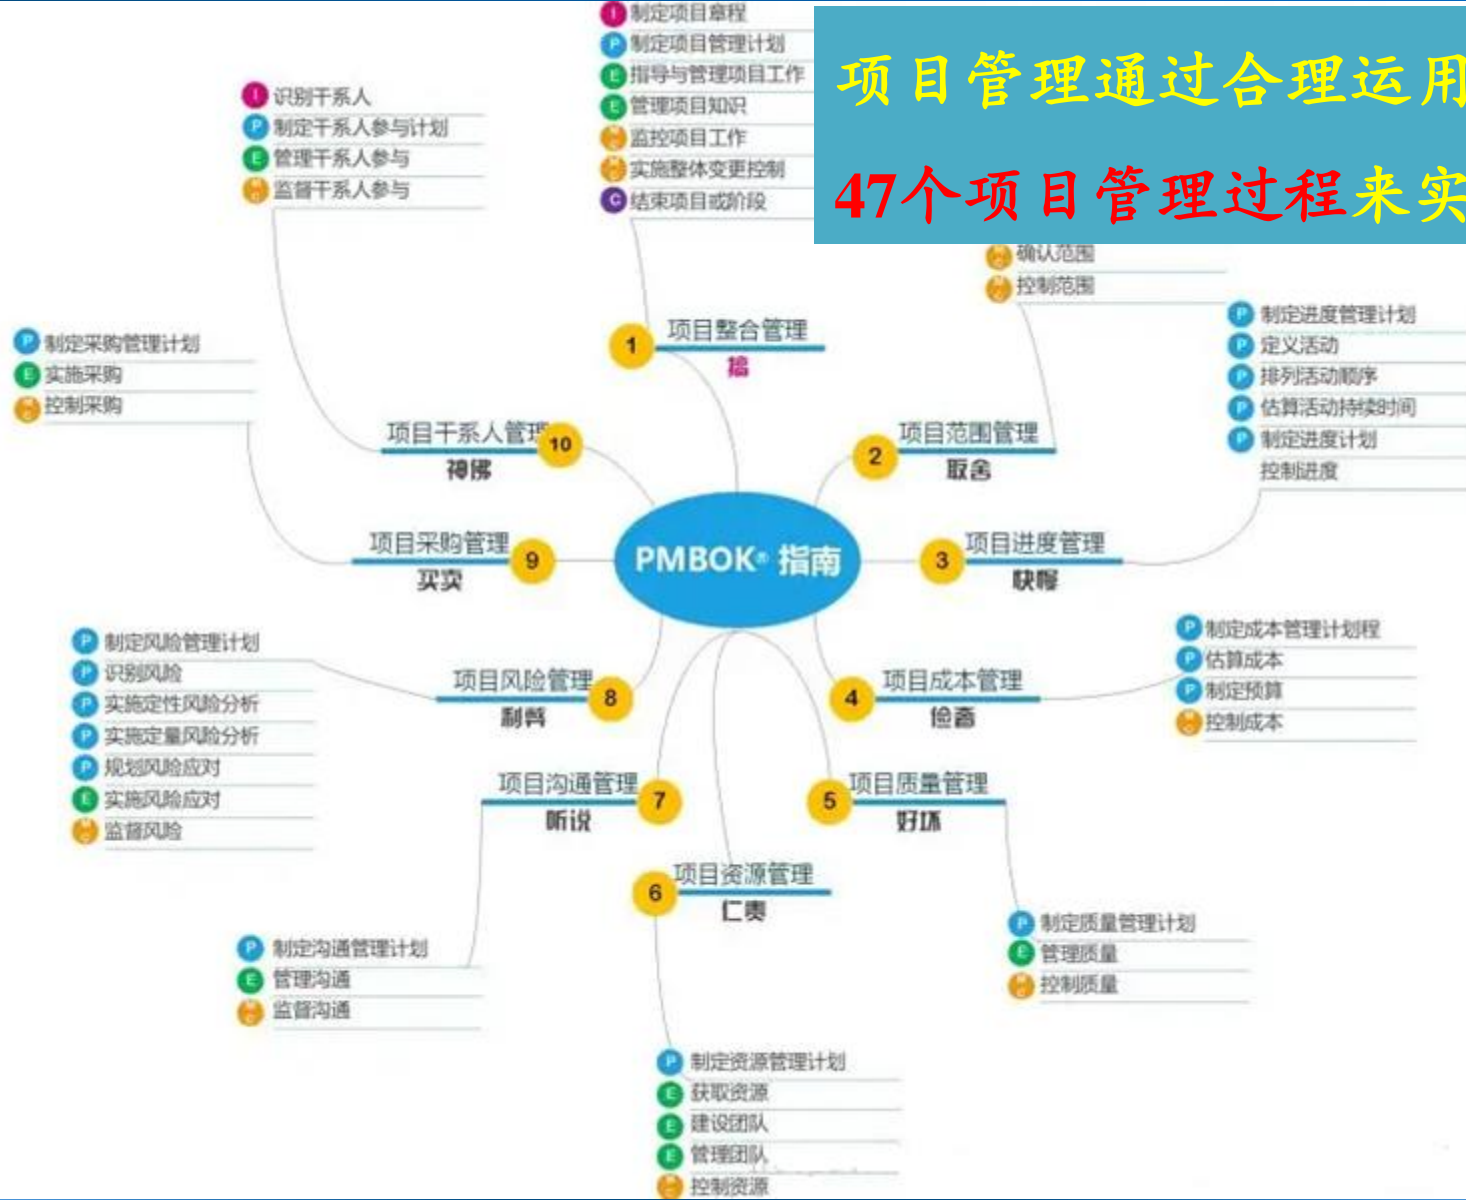 制定项目章程
制定项目管理计划
指导与管理项目工作
管理项目知识
监控项目工作
实施整体变更控制
结束项目或阶段
项目管理通过合理运用
47个项目管理过程来实
识别干系人
制定干系人参与计划
管理干系人参与
监督干系人参与
确认范围
控制范围
制定采购管理计划
实施采购
控制采购
1
项目整合管理
搞
制定进度管理计划
定义活动
排列活动顺序
估算活动持续时间
制定进度计划
控制进度
项目干系人管理
10
神佛
2
项目范围管理
取舍
项目采购管理
9
买卖
PMBOK® 指南
3
项目进度管理
快慢
制定风险管理计划
识别风险
实施定性风险分析
实施定量风险分析
规划风险应对
实施风险应对
监督风险
项目风险管理
8
利弊
4
项目成本管理
俭奢
制定成本管理计划程
估算成本
制定预算
控制成本
项目沟通管理
7
听说
5
项目质量管理
好坏
6
项目资源管理
仁贵
制定沟通管理计划
管理沟通
监督沟通
制定质量管理计划
管理质量
控制质量
制定资源管理计划
获取资源
建设团队
管理团队
控制资源